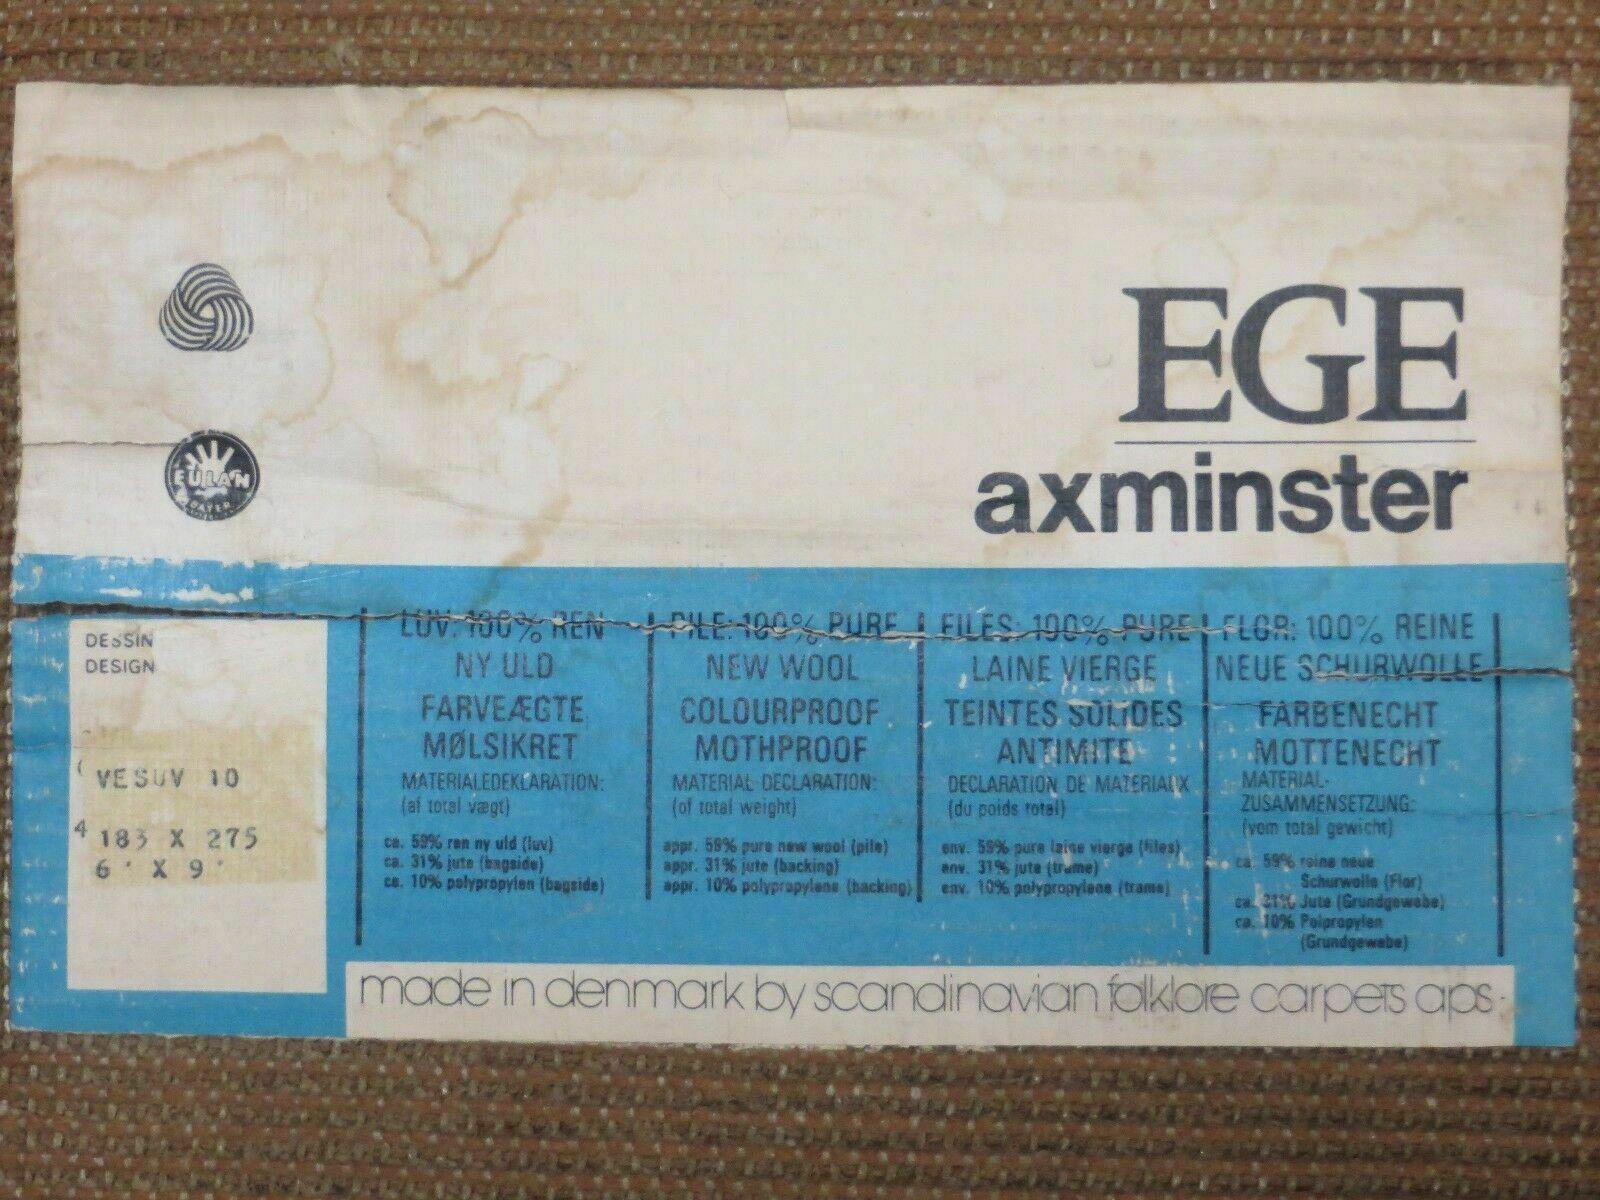 EULAN
BAYER
EGE
axminster
DESSIN
DESIGN
VESUV 10
4
183 X 275
6' X 9'
LUV: 100% REN
NY ULD
FARVEÆGTE
MØLSIKRET
MATERIALEDEKLARATION:
(af total vægt)
ca. 59% ren ny uld (luv)
ca. 31% jute (bagside)
ca. 10% polypropylen (bagside)
PILE: 100% PURE
NEW WOOL
COLOURPROOF
MOTHPROOF
MATERIAL DECLARATION:
(of total weight)
appr. 59% pure new wool (pile)
appr. 31% jute (backing)
appr. 10% polypropylene (backing)
FILES: 100% PURE
LAINE VIERGE
TEINTES SOLIDES
ANTIMITE
DECLARATION DE MATERIAUX
(du poids total)
env. 59% pure laine vierge (files)
env. 31% jute (trame)
env. 10% polypropylene (trame)
FLOR: 100% REINE
NEUE SCHURWOLLE
FARBENECHT
MOTTENECHT
MATERIAL-
ZUSAMMENSETZUNG:
(vom total gewicht)
ca. 59% reine neue
Schurwolle (Flor)
ca. 31% Jute (Grundgewebe)
ca. 10% Polpropylen
(Grundgewebe)
made in denmark by scandinavian folklore carpets aps